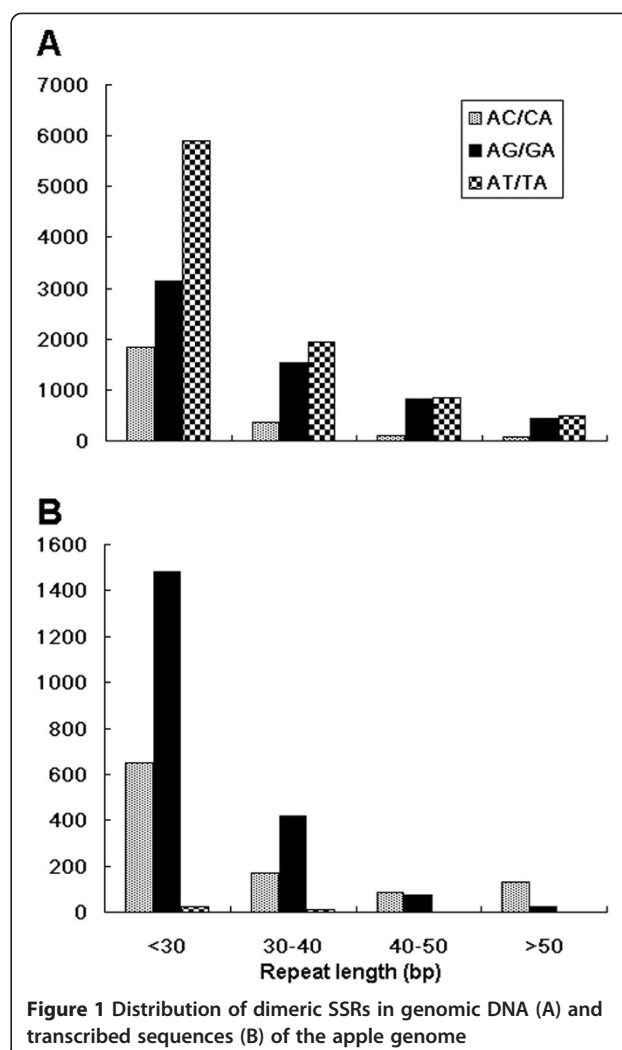 A
7000
6000
5000
4000
3000
2000
1000
0
AC/CA
AG/GA
AT/TA
B
1600
1400
1200
1000
800
600
400
200
0
<30 30-40 40-50 >50
Repeat length (bp)
Figure 1 Distribution of dimeric SSRs in genomic DNA (A) and
transcribed sequences (B) of the apple genome